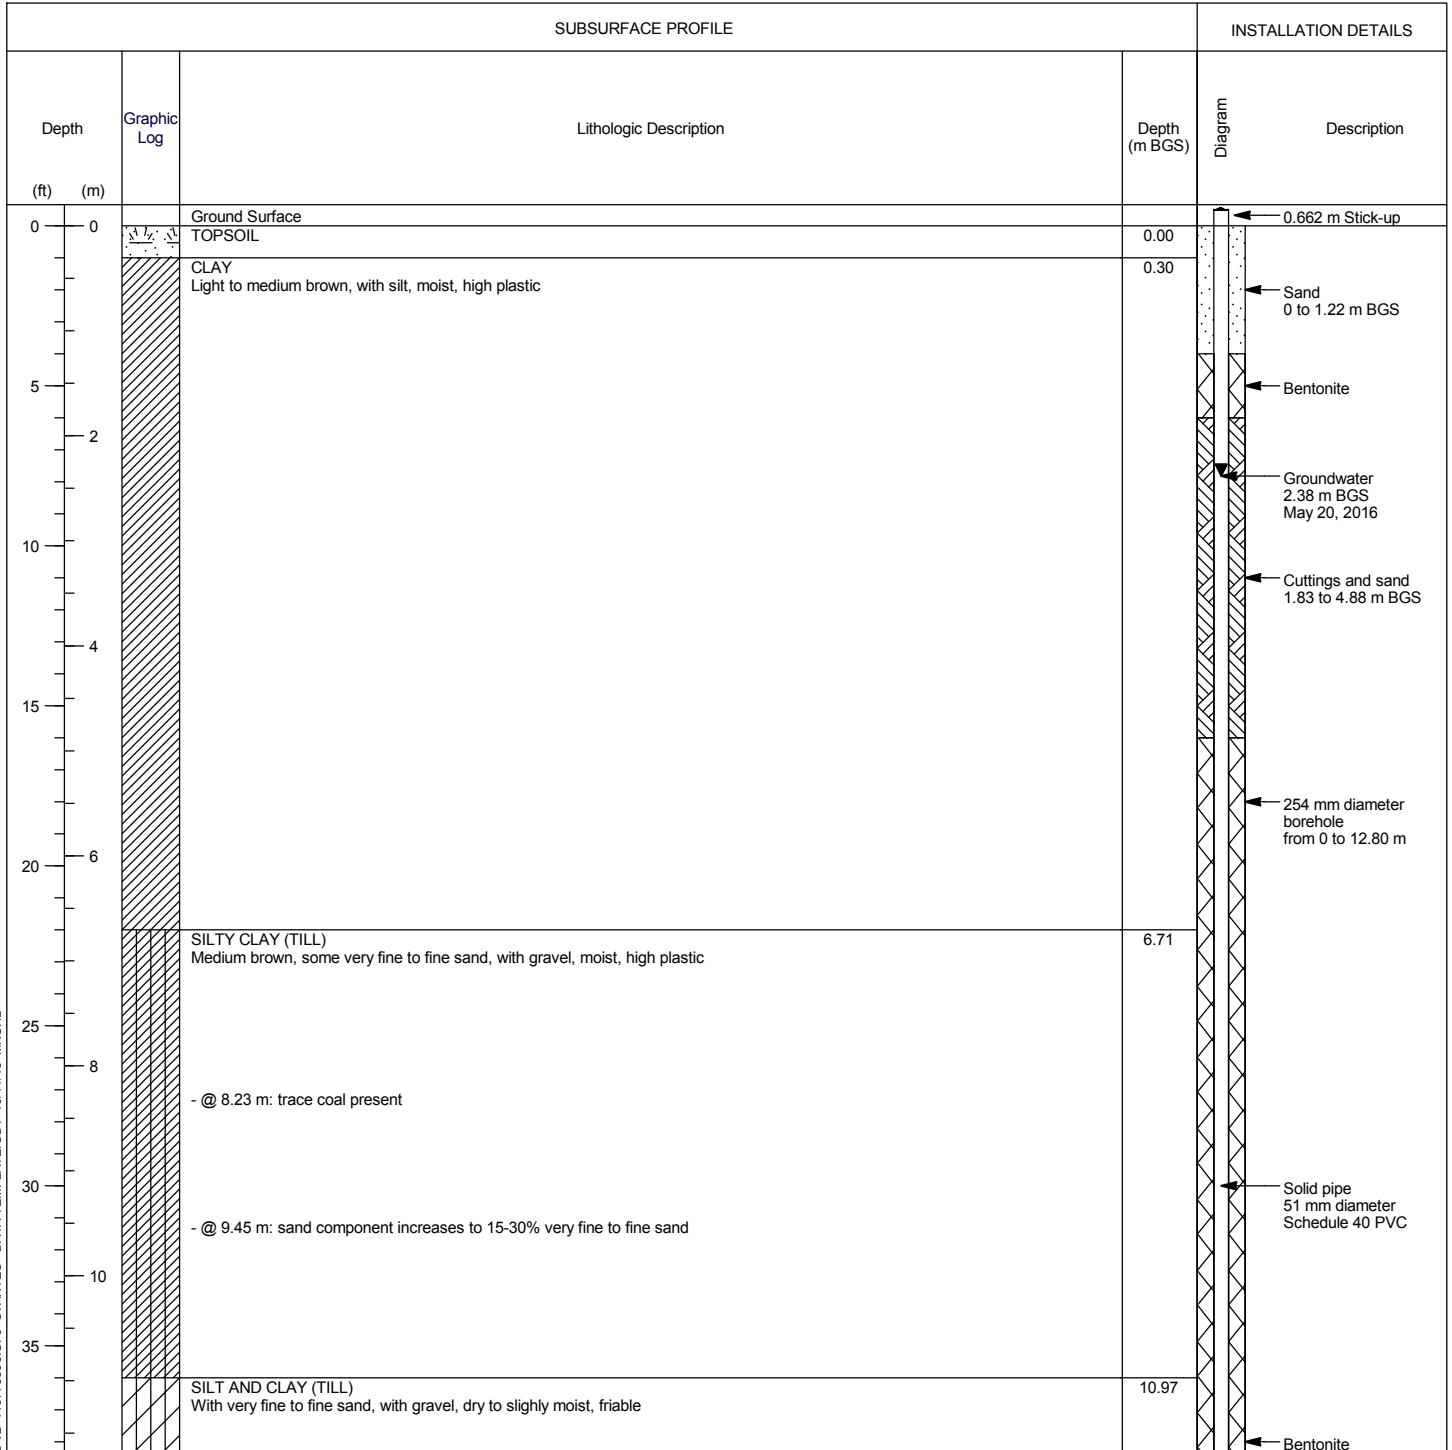 SUBSURFACE PROFILE
INSTALLATION DETAILS
Depth
(ft) (m)
Graphic
Log
Lithologic Description
Depth
(m BGS)
Diagram
Description
Ground Surface
0.662 m Stick-up
0 0
TOPSOIL
0.00
CLAY
0.30
Light to medium brown, with silt, moist, high plastic
Sand
0 to 1.22 m BGS
5
Bentonite
2
Groundwater
2.38 m BGS
May 20, 2016
10
Cuttings and sand
1.83 to 4.88 m BGS
4
15
254 mm diameter
borehole
from 0 to 12.80 m
6
20
SILTY CLAY (TILL)
6.71
Medium brown, some very fine to fine sand, with gravel, moist, high plastic
25
8
- @ 8.23 m: trace coal present
30
Solid pipe
51 mm diameter
Schedule 40 PVC
- @ 9.45 m: sand component increases to 15-30% very fine to fine sand
10
35
SILT AND CLAY (TILL)
10.97
With very fine to fine sand, with gravel, dry to slighly moist, friable
Bentonite